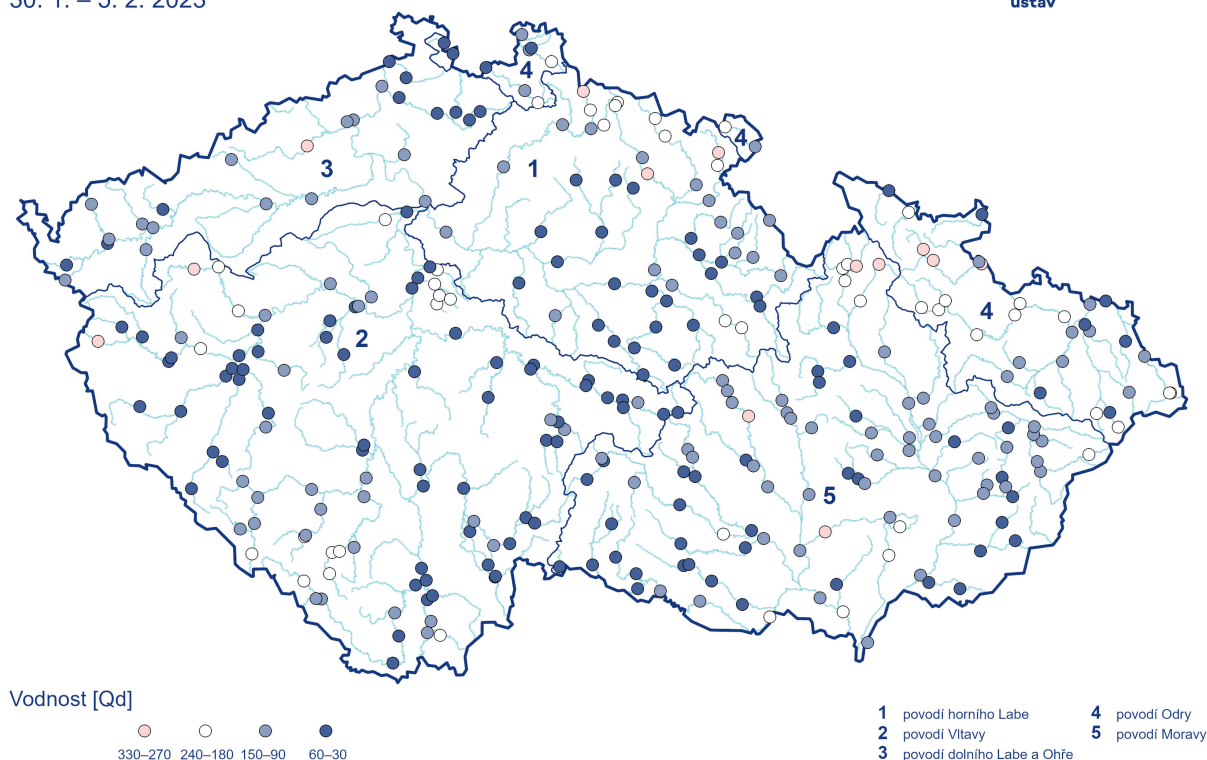 30. 1. – 5. 2. 2023
ústav
4
4
3
1
2
4
5
Vodnost [Qd]
330–270 240–180 150–90 60–30
1 povodí horního Labe
2 povodí Vltavy
3 povodí dolního Labe a Ohře
4 povodí Odry
5 povodí Moravy